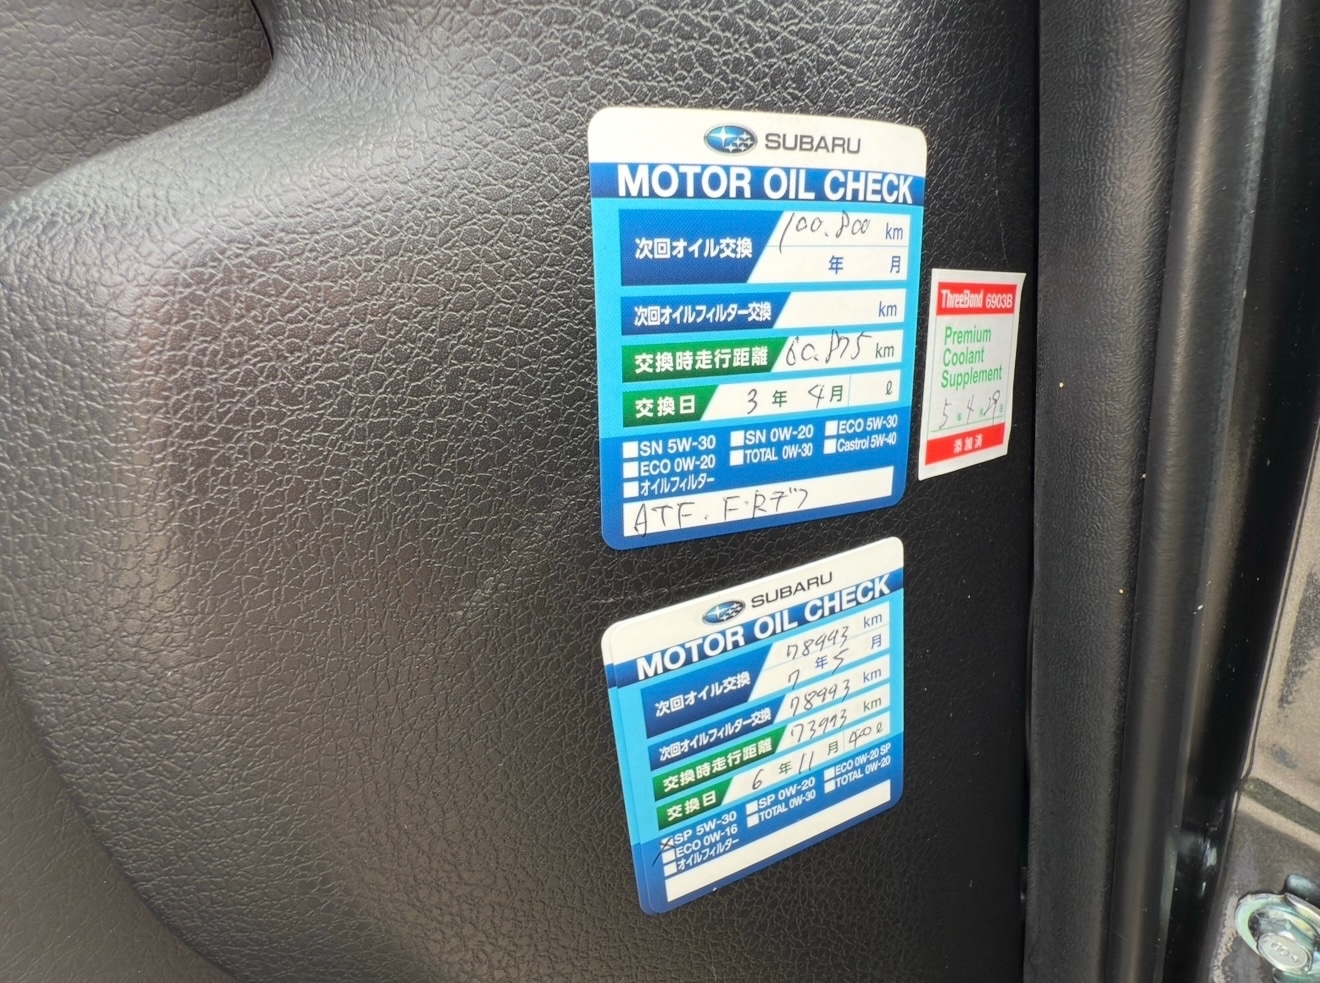 SUBARU
MOTOR OIL CHECK
次回オイル交換 100.800 km
年 月
次回オイルフィルター交換 km
交換時走行距離 60.875 km
交換日 3 年 4 月 ℓ
SN 5W-30 SN 0W-20 ECO 5W-30
ECO 0W-20 TOTAL 0W-30 Castrol 5W-40
オイルフィルター
ATF. F.Rデフ
ThreeBond 6903B
Premium
Coolant
Supplement
5 年 4 月 29 日
添加済
SUBARU
MOTOR OIL CHECK
次回オイル交換 78993 km
7 年 5 月
次回オイルフィルター交換 78993 km
交換時走行距離 73993 km
交換日 6 年 11 月 40 ℓ
SP 5W-30 SP 0W-20 ECO 0W-20 SP
ECO 0W-16 TOTAL 0W-30 TOTAL 0W-20
オイルフィルター